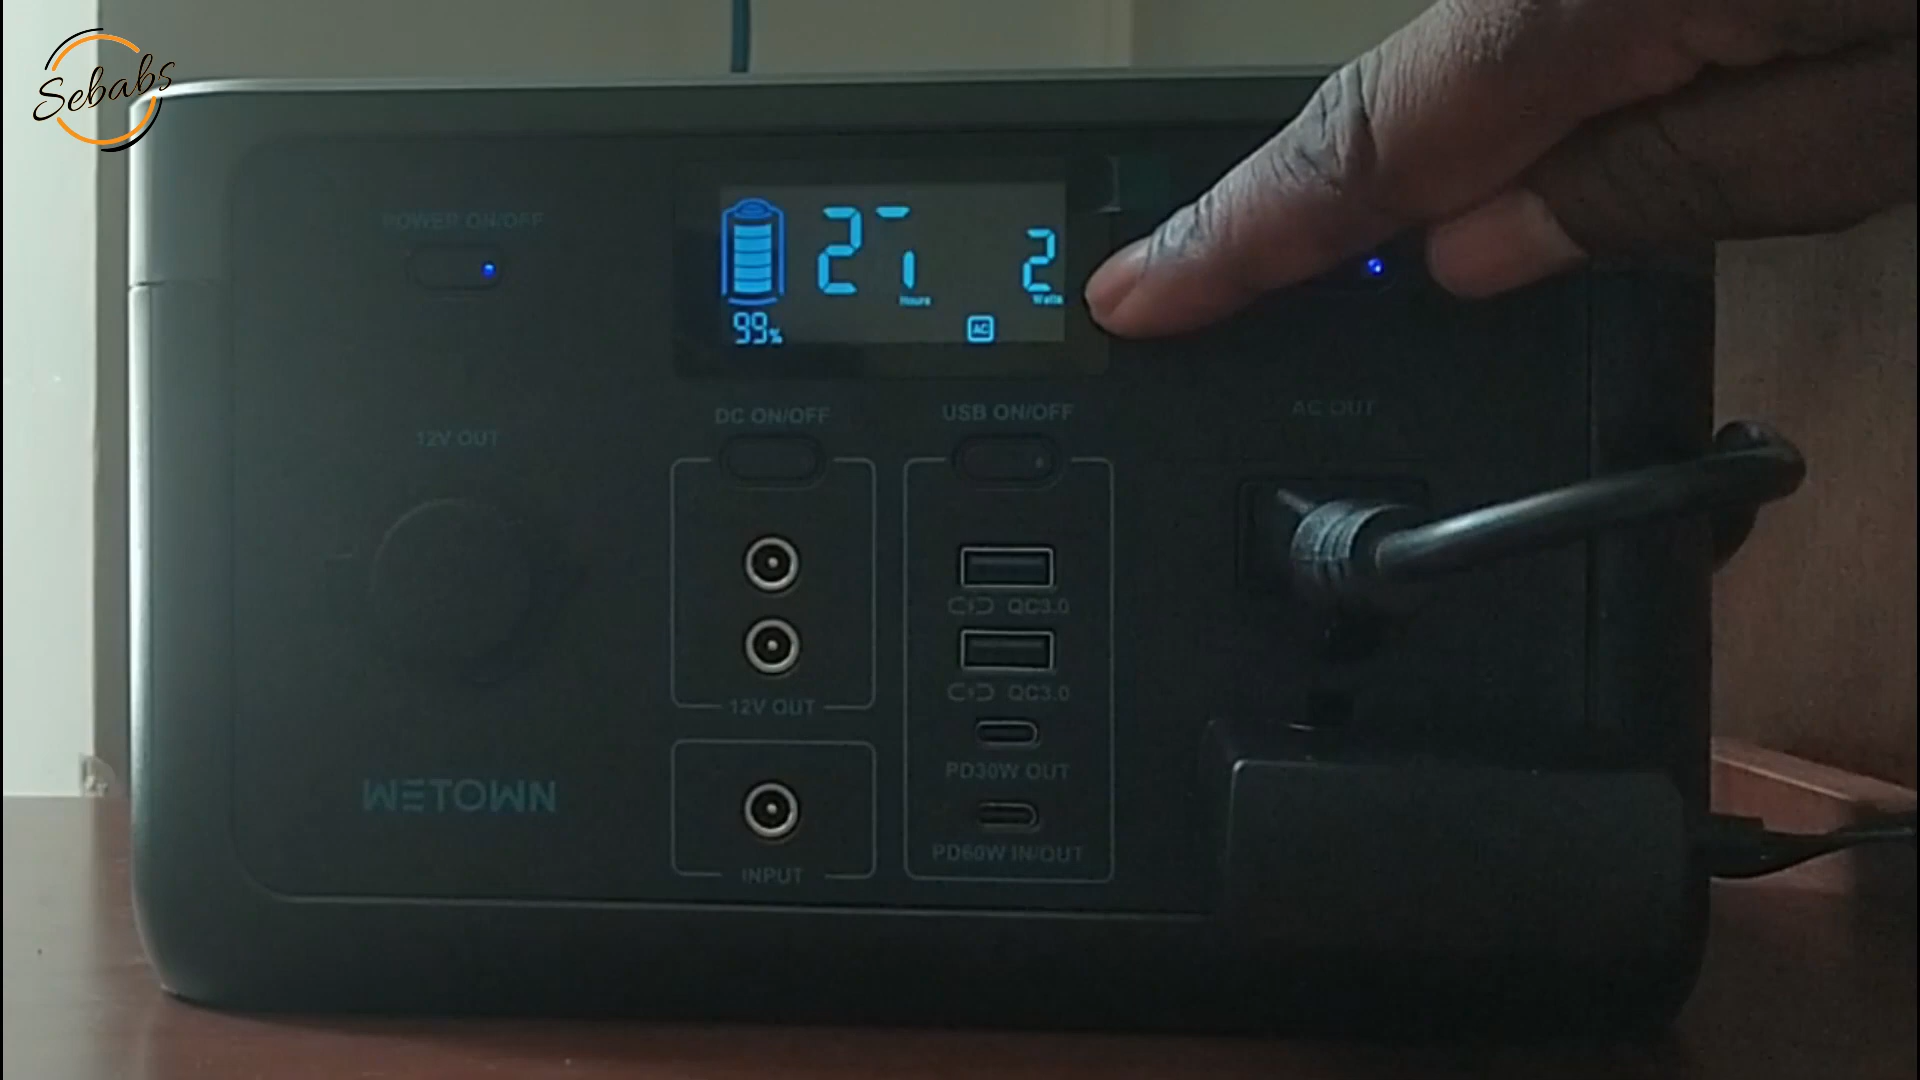 Sebabs
POWER ON/OFF
2
Hours
2
Watts
99%
AC
DC ON/OFF
USB ON/OFF
AC OUT
12V OUT
QC3.0
QC3.0
12V OUT
PD30W OUT
WETOWN
PD60W IN/OUT
INPUT